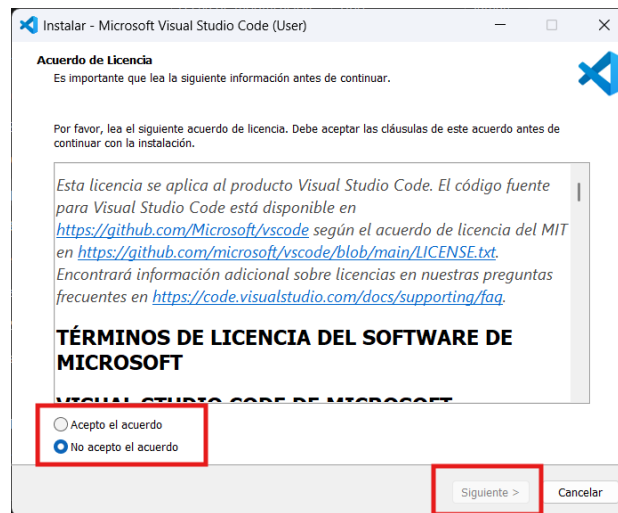 Instalar - Microsoft Visual Studio Code (User)
Acuerdo de Licencia
Es importante que lea la siguiente información antes de continuar.
Por favor, lea el siguiente acuerdo de licencia. Debe aceptar las cláusulas de este acuerdo antes de
continuar con la instalación.
Esta licencia se aplica al producto Visual Studio Code. El código fuente
para Visual Studio Code está disponible en
https://github.com/Microsoft/vscode según el acuerdo de licencia del MIT
en https://github.com/microsoft/vscode/blob/main/LICENSE.txt.
Encontrará información adicional sobre licencias en nuestras preguntas
frecuentes en https://code.visualstudio.com/docs/supporting/faq.
TÉRMINOS DE LICENCIA DEL SOFTWARE DE
MICROSOFT
VISUAL STUDIO CODE DE MICROSOFT
Acepto el acuerdo
No acepto el acuerdo
Siguiente >
Cancelar